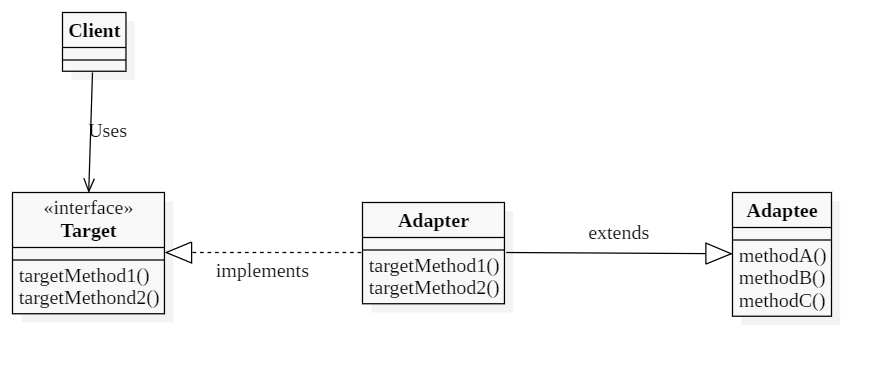 Client
Uses
«interface»
Target
targetMethod1()
targetMethond2()
implements
Adapter
targetMethod1()
targetMethod2()
extends
Adaptee
methodA()
methodB()
methodC()